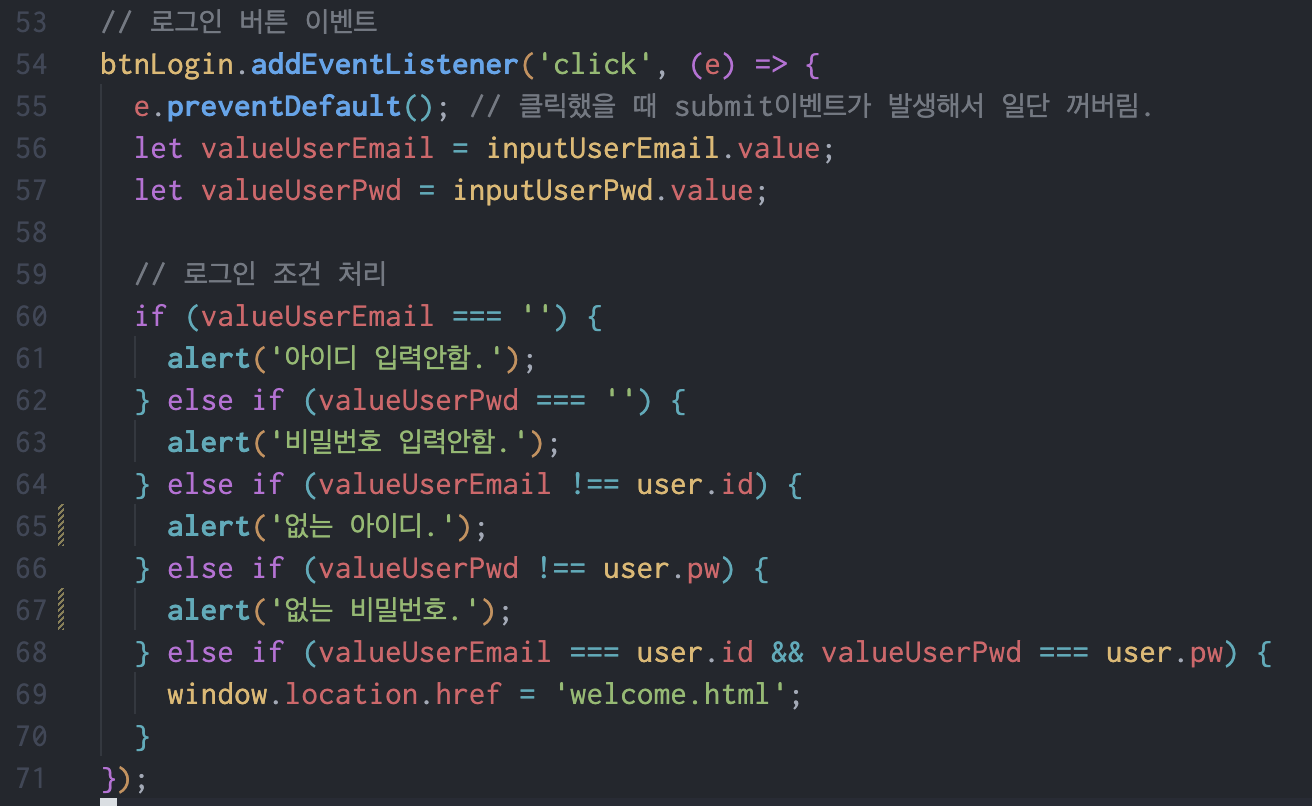 53 // 로그인 버튼 이벤트
54 btnLogin.addEventListener('click', (e) => {
55   e.preventDefault(); // 클릭했을 때 submit이벤트가 발생해서 일단 꺼버림.
56   let valueUserEmail = inputUserEmail.value;
57   let valueUserPwd = inputUserPwd.value;
58
59   // 로그인 조건 처리
60   if (valueUserEmail === '') {
61     alert('아이디 입력안함.');
62   } else if (valueUserPwd === '') {
63     alert('비밀번호 입력안함.');
64   } else if (valueUserEmail !== user.id) {
65     alert('없는 아이디.');
66   } else if (valueUserPwd !== user.pw) {
67     alert('없는 비밀번호.');
68   } else if (valueUserEmail === user.id && valueUserPwd === user.pw) {
69     window.location.href = 'welcome.html';
70   }
71 });